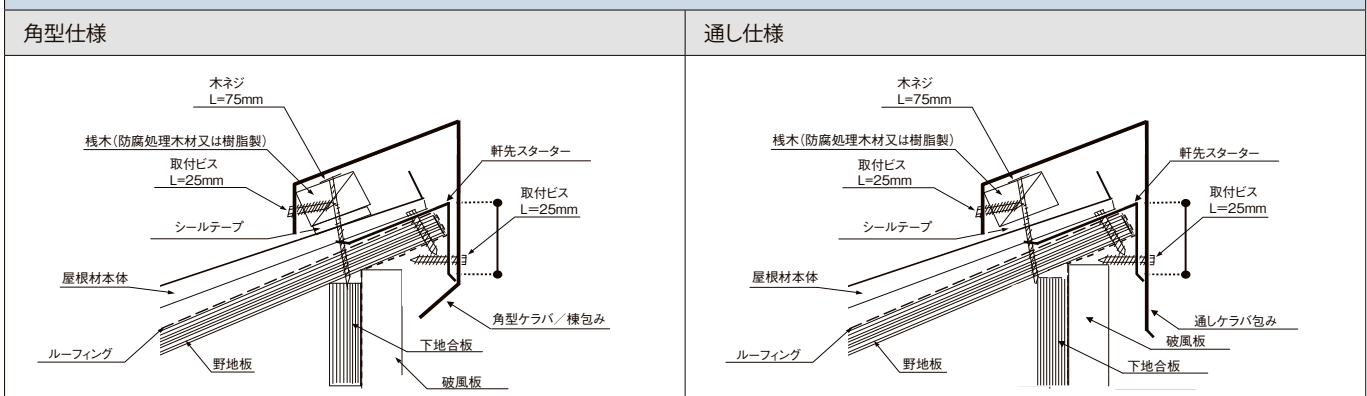 角型仕様
木ネジ
L=75mm
桟木(防腐処理木材又は樹脂製)
取付ビス
L=25mm
シールテープ
屋根材本体
ルーフィング
野地板
軒先スターター
取付ビス
L=25mm
角型ケラバ/棟包み
下地合板
破風板
通し仕様
木ネジ
L=75mm
桟木(防腐処理木材又は樹脂製)
取付ビス
L=25mm
シールテープ
屋根材本体
ルーフィング
野地板
軒先スターター
取付ビス
L=25mm
通しケラバ包み
破風板
下地合板